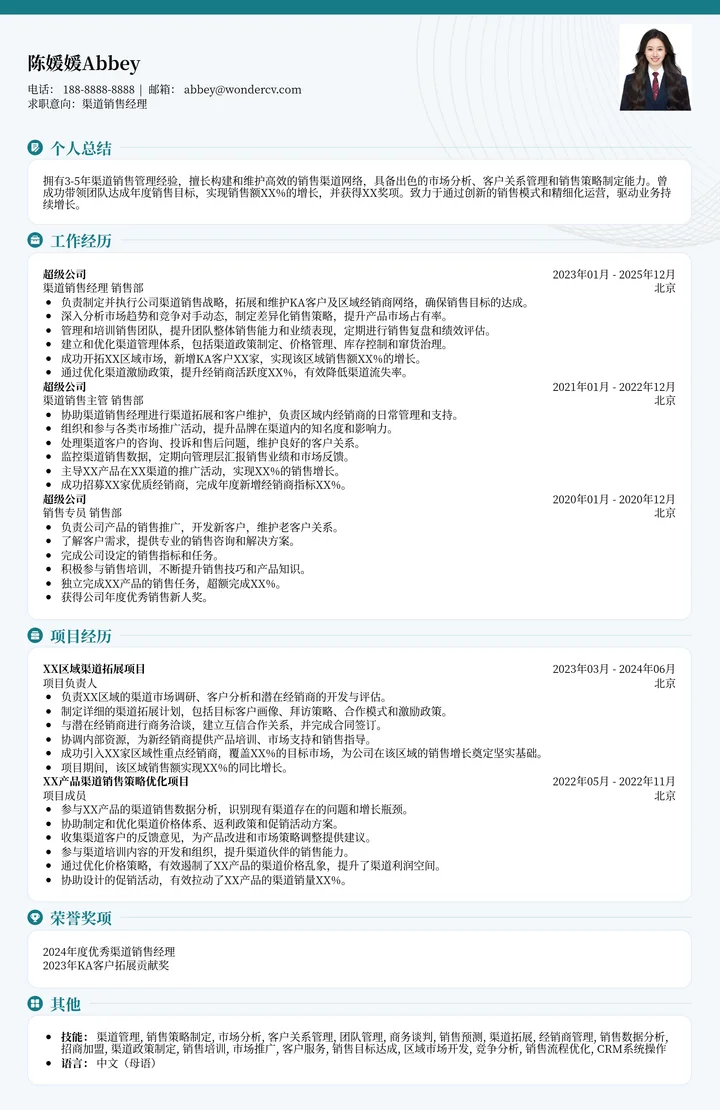 陈媛媛Abbey
电话： 188-8888-8888 | 邮箱： abbey@wondercv.com
求职意向：渠道销售经理
个人总结
拥有3-5年渠道销售管理经验，擅长构建和维护高效的销售渠道网络，具备出色的市场分析、客户关系管理和销售策略制定能力。曾
成功带领团队达成年度销售目标，实现销售额XX%的增长，并获得XX奖项。致力于通过创新的销售模式和精细化运营，驱动业务持
续增长。
工作经历
超级公司 2023年01月 - 2025年12月
渠道销售经理 销售部 北京
• 负责制定并执行公司渠道销售战略，拓展和维护KA客户及区域经销商网络，确保销售目标的达成。
• 深入分析市场趋势和竞争对手动态，制定差异化销售策略，提升产品市场占有率。
• 管理和培训销售团队，提升团队整体销售能力和业绩表现，定期进行销售复盘和绩效评估。
• 建立和优化渠道管理体系，包括渠道政策制定、价格管理、库存控制和窜货治理。
• 成功开拓XX区域市场，新增KA客户XX家，实现该区域销售额XX%的增长。
• 通过优化渠道激励政策，提升经销商活跃度XX%，有效降低渠道流失率。
超级公司 2021年01月 - 2022年12月
渠道销售主管 销售部 北京
• 协助渠道销售经理进行渠道拓展和客户维护，负责区域内经销商的日常管理和支持。
• 组织和参与各类市场推广活动，提升品牌在渠道内的知名度和影响力。
• 处理渠道客户的咨询、投诉和售后问题，维护良好的客户关系。
• 监控渠道销售数据，定期向管理层汇报销售业绩和市场反馈。
• 主导XX产品在XX渠道的推广活动，实现XX%的销售增长。
• 成功招募XX家优质经销商，完成年度新增经销商指标XX%。
超级公司 2020年01月 - 2020年12月
销售专员 销售部 北京
• 负责公司产品的销售推广，开发新客户，维护老客户关系。
• 了解客户需求，提供专业的销售咨询和解决方案。
• 完成公司设定的销售指标和任务。
• 积极参与销售培训，不断提升销售技巧和产品知识。
• 独立完成XX产品的销售任务，超额完成XX%。
• 获得公司年度优秀销售新人奖。
项目经历
XX区域渠道拓展项目 2023年03月 - 2024年06月
项目负责人 北京
• 负责XX区域的渠道市场调研、客户分析和潜在经销商的开发与评估。
• 制定详细的渠道拓展计划，包括目标客户画像、拜访策略、合作模式和激励政策。
• 与潜在经销商进行商务洽谈，建立互信合作关系，并完成合同签订。
• 协调内部资源，为新经销商提供产品培训、市场支持和销售指导。
• 成功引入XX家区域性重点经销商，覆盖XX%的目标市场，为公司在该区域的销售增长奠定坚实基础。
• 项目期间，该区域销售额实现XX%的同比增长。
XX产品渠道销售策略优化项目 2022年05月 - 2022年11月
项目成员 北京
• 参与XX产品的渠道销售数据分析，识别现有渠道存在的问题和增长瓶颈。
• 协助制定和优化渠道价格体系、返利政策和促销活动方案。
• 收集渠道客户的反馈意见，为产品改进和市场策略调整提供建议。
• 参与渠道培训内容的开发和组织，提升渠道伙伴的销售能力。
• 通过优化价格策略，有效遏制了XX产品的渠道价格乱象，提升了渠道利润空间。
• 协助设计的促销活动，有效拉动了XX产品的渠道销量XX%。
荣誉奖项
2024年度优秀渠道销售经理
2023年KA客户拓展贡献奖
其他
• 技能： 渠道管理, 销售策略制定, 市场分析, 客户关系管理, 团队管理, 商务谈判, 销售预测, 渠道拓展, 经销商管理, 销售数据分析,
招商加盟, 渠道政策制定, 销售培训, 市场推广, 客户服务, 销售目标达成, 区域市场开发, 竞争分析, 销售流程优化, CRM系统操作
• 语言： 中文（母语）